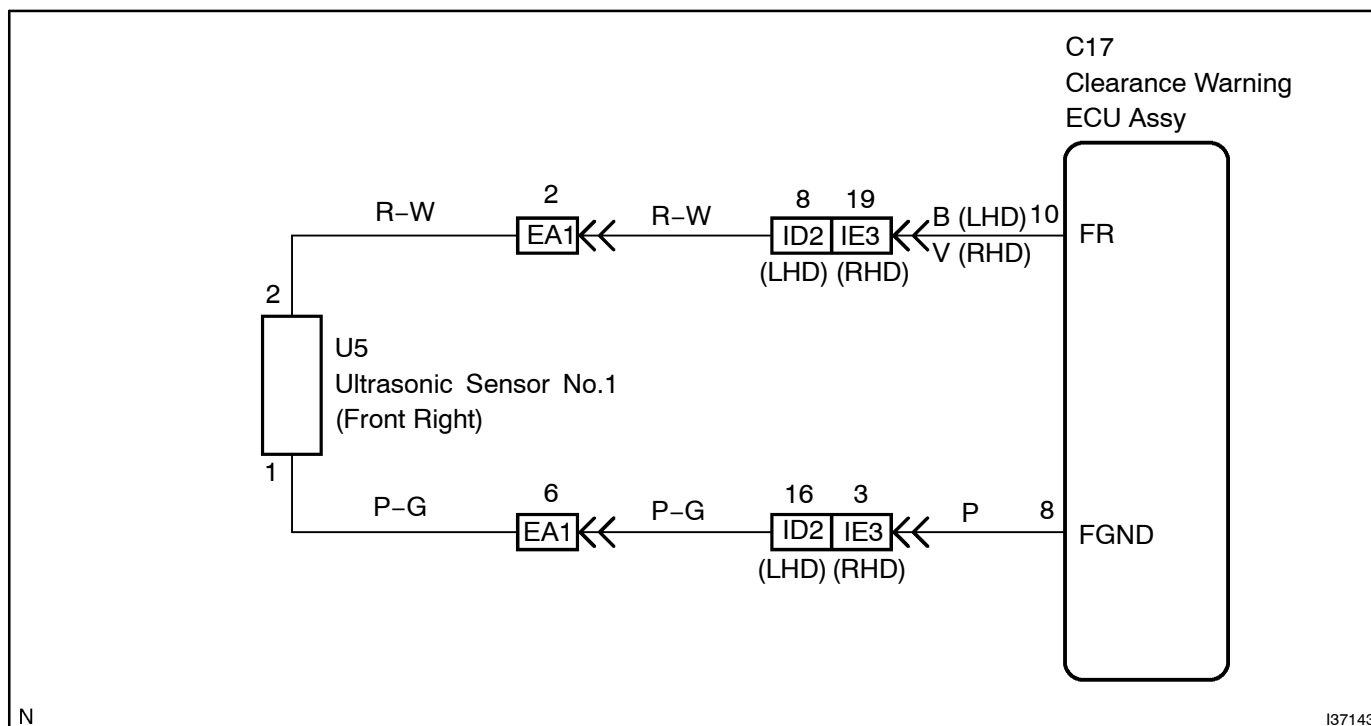 C17
Clearance Warning
ECU Assy
2
8 19
R−W
R−W
B (LHD) 10
EA1
ID2 IE3
FR
V (RHD)
(LHD) (RHD)
2
U5
Ultrasonic Sensor No.1
(Front Right)
1
6
16 3
P−G
P−G
P
8
EA1
ID2 IE3
FGND
(LHD) (RHD)
N
I37143